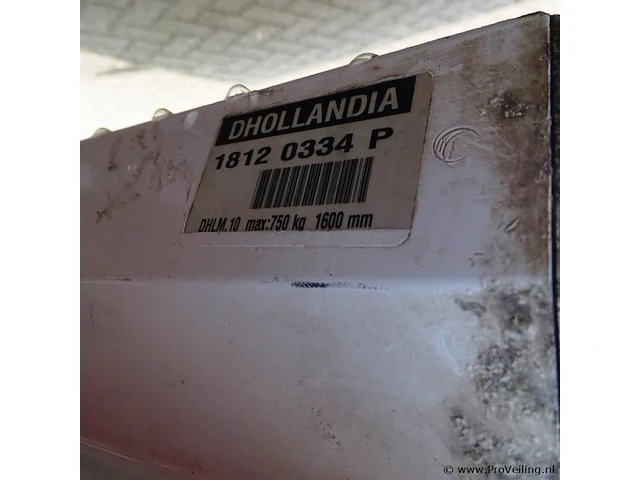 DHOLLANDIA
1812 0334 P
DHLM.10 max:750 kg 1600 mm
© www.ProVeiling.nl